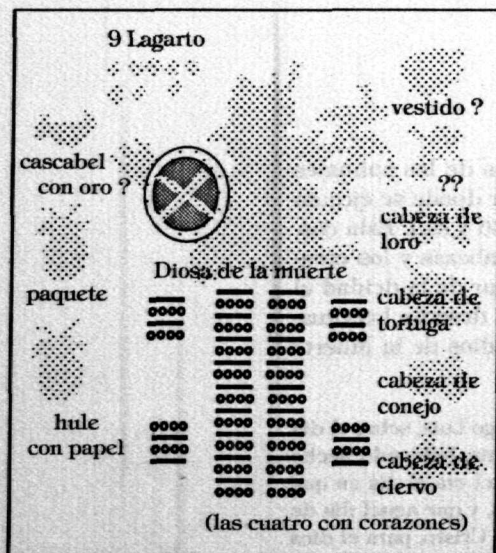 9 Lagarto
vestido ?
cascabel
con oro ?
??
cabeza de
loro
Diosa de la muerte
paquete
cabeza de
tortuga
cabeza de
conejo
hule
con papel
cabeza de
ciervo
(las cuatro con corazones)